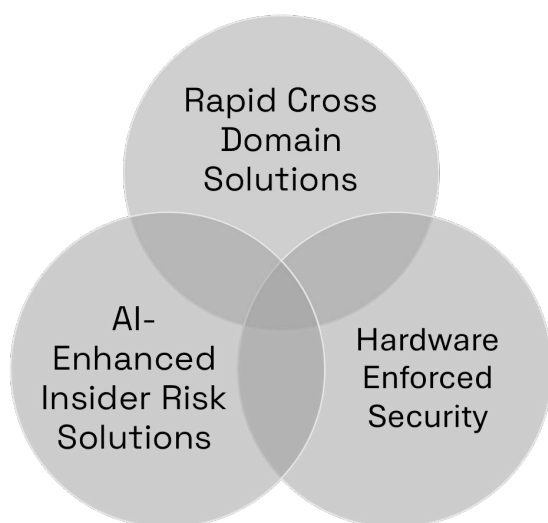 Rapid Cross
Domain
Solutions
AI-
Enhanced
Insider Risk
Solutions
Hardware
Enforced
Security